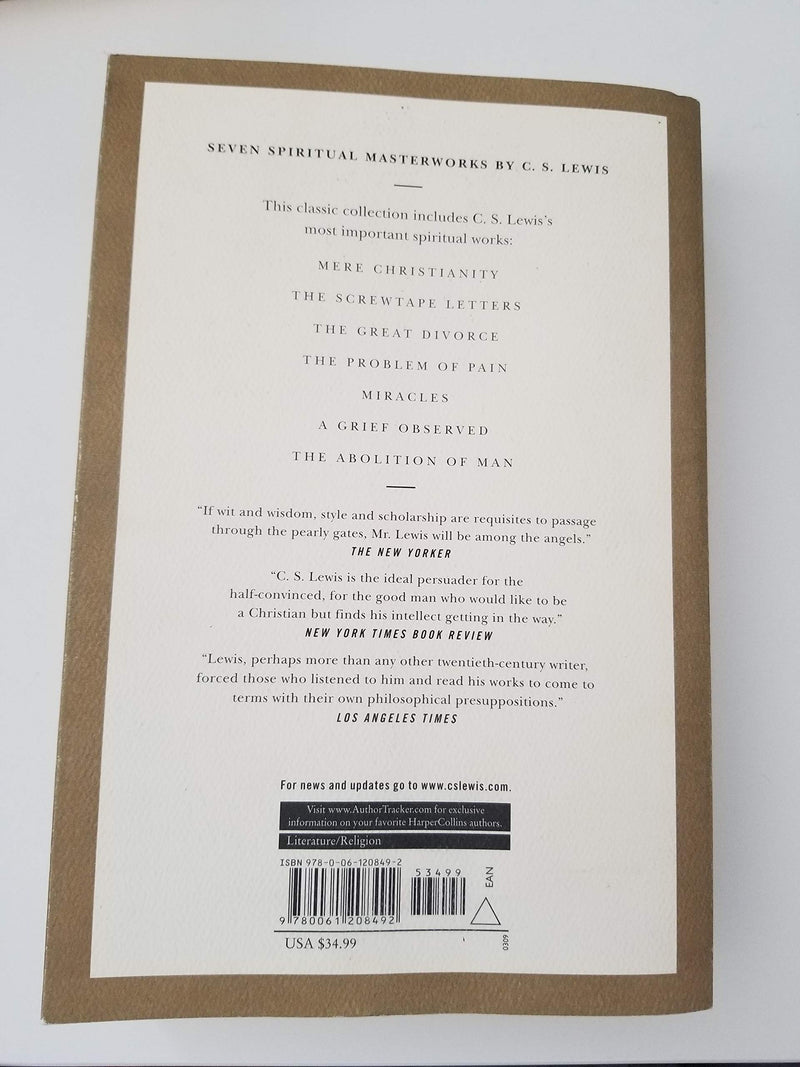 SEVEN SPIRITUAL MASTERWORKS BY C. S. LEWIS
This classic collection includes C. S. Lewis's
most important spiritual works:
MERE CHRISTIANITY
THE SCREWTAPE LETTERS
THE GREAT DIVORCE
THE PROBLEM OF PAIN
MIRACLES
A GRIEF OBSERVED
THE ABOLITION OF MAN
"If wit and wisdom, style and scholarship are requisites to passage
through the pearly gates, Mr. Lewis will be among the angels."
THE NEW YORKER
"C. S. Lewis is the ideal persuader for the
half-convinced, for the good man who would like to be
a Christian but finds his intellect getting in the way."
NEW YORK TIMES BOOK REVIEW
"Lewis, perhaps more than any other twentieth-century writer,
forced those who listened to him and read his works to come to
terms with their own philosophical presuppositions."
LOS ANGELES TIMES
For news and updates go to www.cslewis.com.
Visit www.AuthorTracker.com for exclusive
information on your favorite HarperCollins authors.
Literature/Religion
ISBN 978-0-06-120849-2
53499
EAN
9 780061 208492
USA $34.99
0309